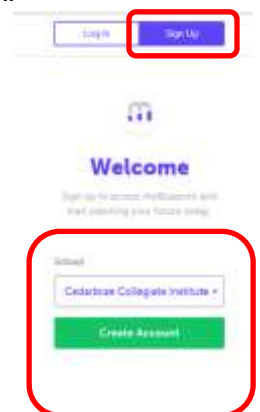 Log In Sign Up
Welcome
Sign up to access myBlueprint and
start planning your future today.
School
Cedarbrae Collegiate Institute
Create Account